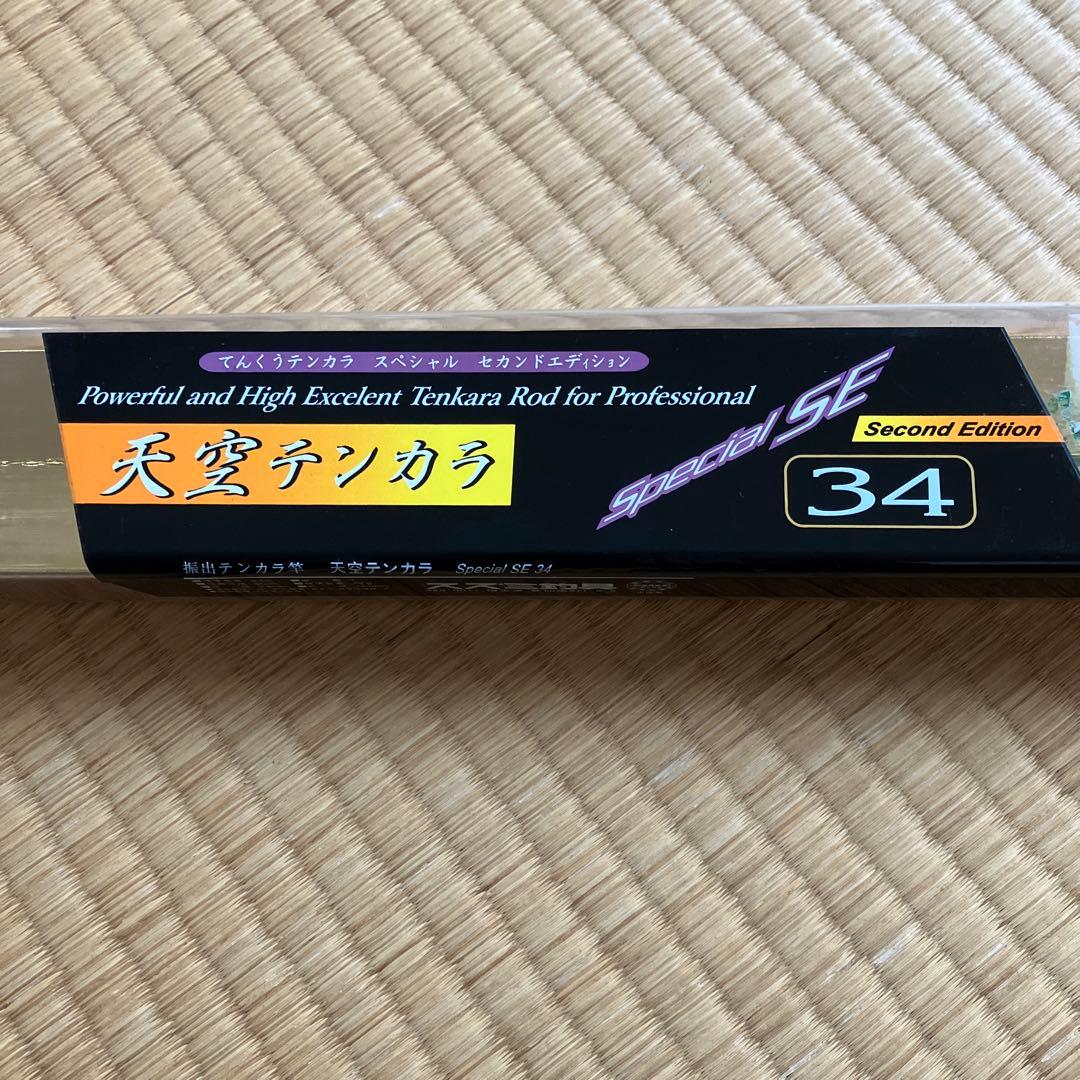 てんくうテンカラ スペシャル セカンドエディション
Powerful and High Excelent Tenkara Rod for Professional
天空テンカラ
Special SE
Second Edition
34
振出テンカラ竿 天空テンカラ Special SE 34